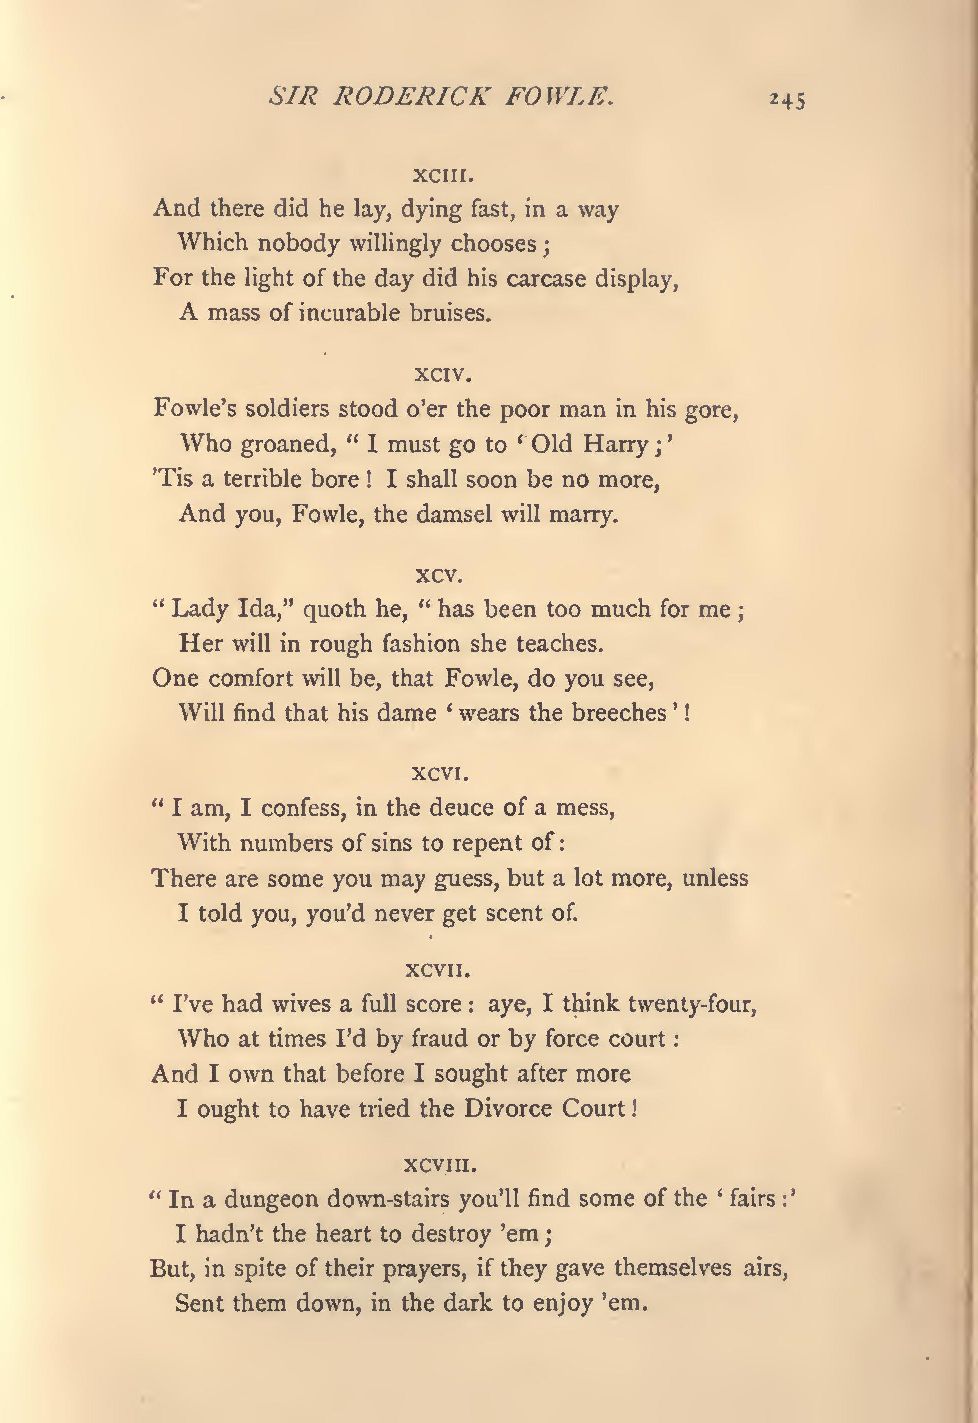 SIR RODERICK FOWLE. 245
XCIII.
And there did he lay, dying fast, in a way
Which nobody willingly chooses;
For the light of the day did his carcase display,
A mass of incurable bruises.
XCIV.
Fowle's soldiers stood o'er the poor man in his gore,
Who groaned, "I must go to 'Old Harry;'
'Tis a terrible bore! I shall soon be no more,
And you, Fowle, the damsel will marry.
XCV.
"Lady Ida," quoth he, "has been too much for me;
Her will in rough fashion she teaches.
One comfort will be, that Fowle, do you see,
Will find that his dame 'wears the breeches'!
XCVI.
"I am, I confess, in the deuce of a mess,
With numbers of sins to repent of:
There are some you may guess, but a lot more, unless
I told you, you'd never get scent of.
XCVII.
"I've had wives a full score: aye, I think twenty-four,
Who at times I'd by fraud or by force court:
And I own that before I sought after more
I ought to have tried the Divorce Court!
XCVIII.
"In a dungeon down-stairs you'll find some of the 'fairs:'
I hadn't the heart to destroy 'em;
But, in spite of their prayers, if they gave themselves airs,
Sent them down, in the dark to enjoy 'em.